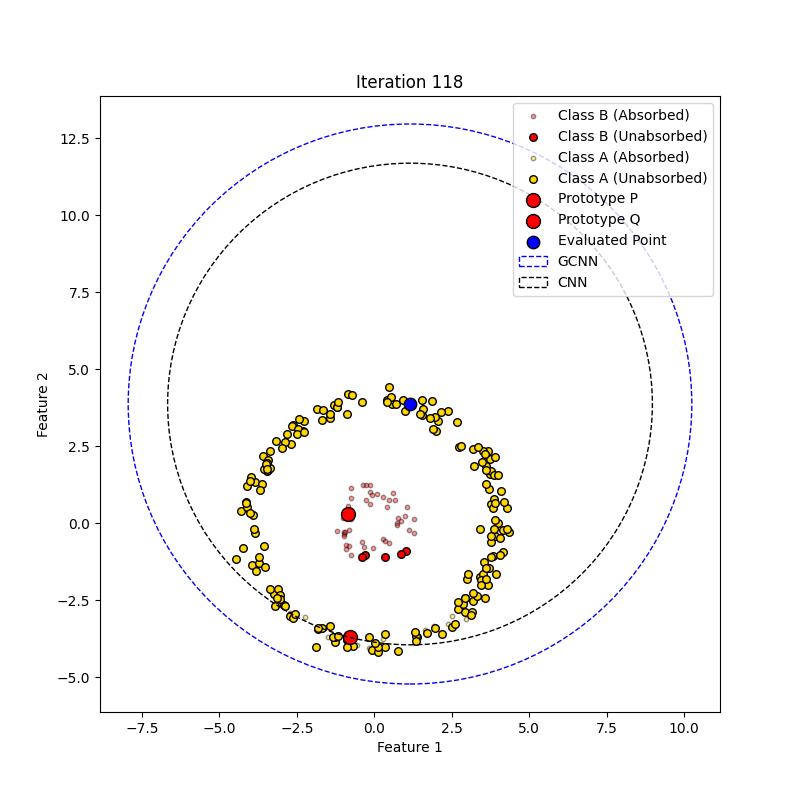 Iteration 118
Class B (Absorbed)
Class B (Unabsorbed)
Class A (Absorbed)
Class A (Unabsorbed)
Prototype P
Prototype Q
Evaluated Point
GCNN
CNN
12.5
10.0
7.5
5.0
2.5
0.0
−2.5
−5.0
Feature 2
−7.5 −5.0 −2.5 0.0 2.5 5.0 7.5 10.0
Feature 1